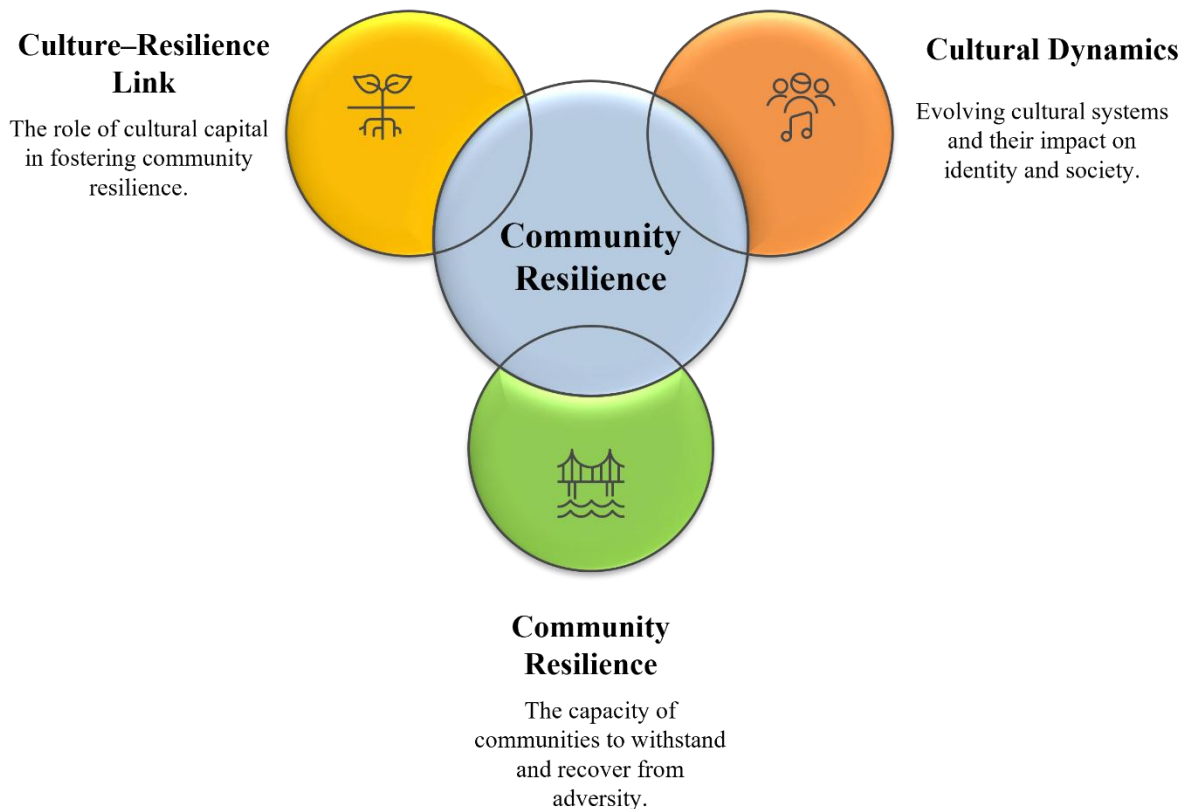 Culture–Resilience
Link
The role of cultural capital
in fostering community
resilience.
Cultural Dynamics
Evolving cultural systems
and their impact on
identity and society.
Community
Resilience
Community
Resilience
The capacity of
communities to withstand
and recover from
adversity.